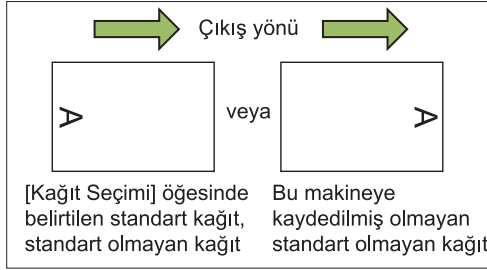 Çıkış yönü
A veya A
[Kağıt Seçimi] öğesinde
belirtilen standart kağıt,
standart olmayan kağıt
Bu makineye
kaydedilmiş olmayan
standart olmayan kağıt